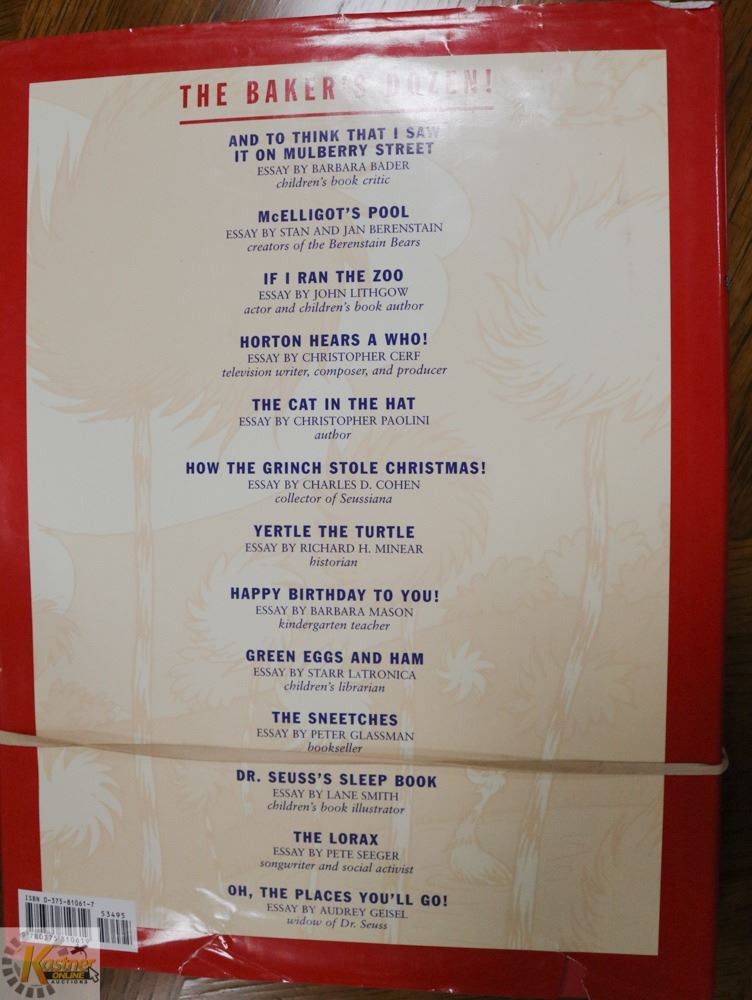 THE BAKER'S DOZEN!
AND TO THINK THAT I SAW
IT ON MULBERRY STREET
ESSAY BY BARBARA BADER
children's book critic
McELLIGOT'S POOL
ESSAY BY STAN AND JAN BERENSTAIN
creators of the Berenstain Bears
IF I RAN THE ZOO
ESSAY BY JOHN LITHGOW
actor and children's book author
HORTON HEARS A WHO!
ESSAY BY CHRISTOPHER CERF
television writer, composer, and producer
THE CAT IN THE HAT
ESSAY BY CHRISTOPHER PAOLINI
author
HOW THE GRINCH STOLE CHRISTMAS!
ESSAY BY CHARLES D. COHEN
collector of Seussiana
YERTLE THE TURTLE
ESSAY BY RICHARD H. MINEAR
historian
HAPPY BIRTHDAY TO YOU!
ESSAY BY BARBARA MASON
kindergarten teacher
GREEN EGGS AND HAM
ESSAY BY STARR LATRONICA
children's librarian
THE SNEETCHES
ESSAY BY PETER GLASSMAN
bookseller
DR. SEUSS'S SLEEP BOOK
ESSAY BY LANE SMITH
children's book illustrator
THE LORAX
ESSAY BY PETE SEEGER
songwriter and social activist
OH, THE PLACES YOU'LL GO!
ESSAY BY AUDREY GEISEL
widow of Dr. Seuss
ISBN 0-375-81061-7
53495
9 780375 810619
Kastner
ONLINE
AUCTIONS